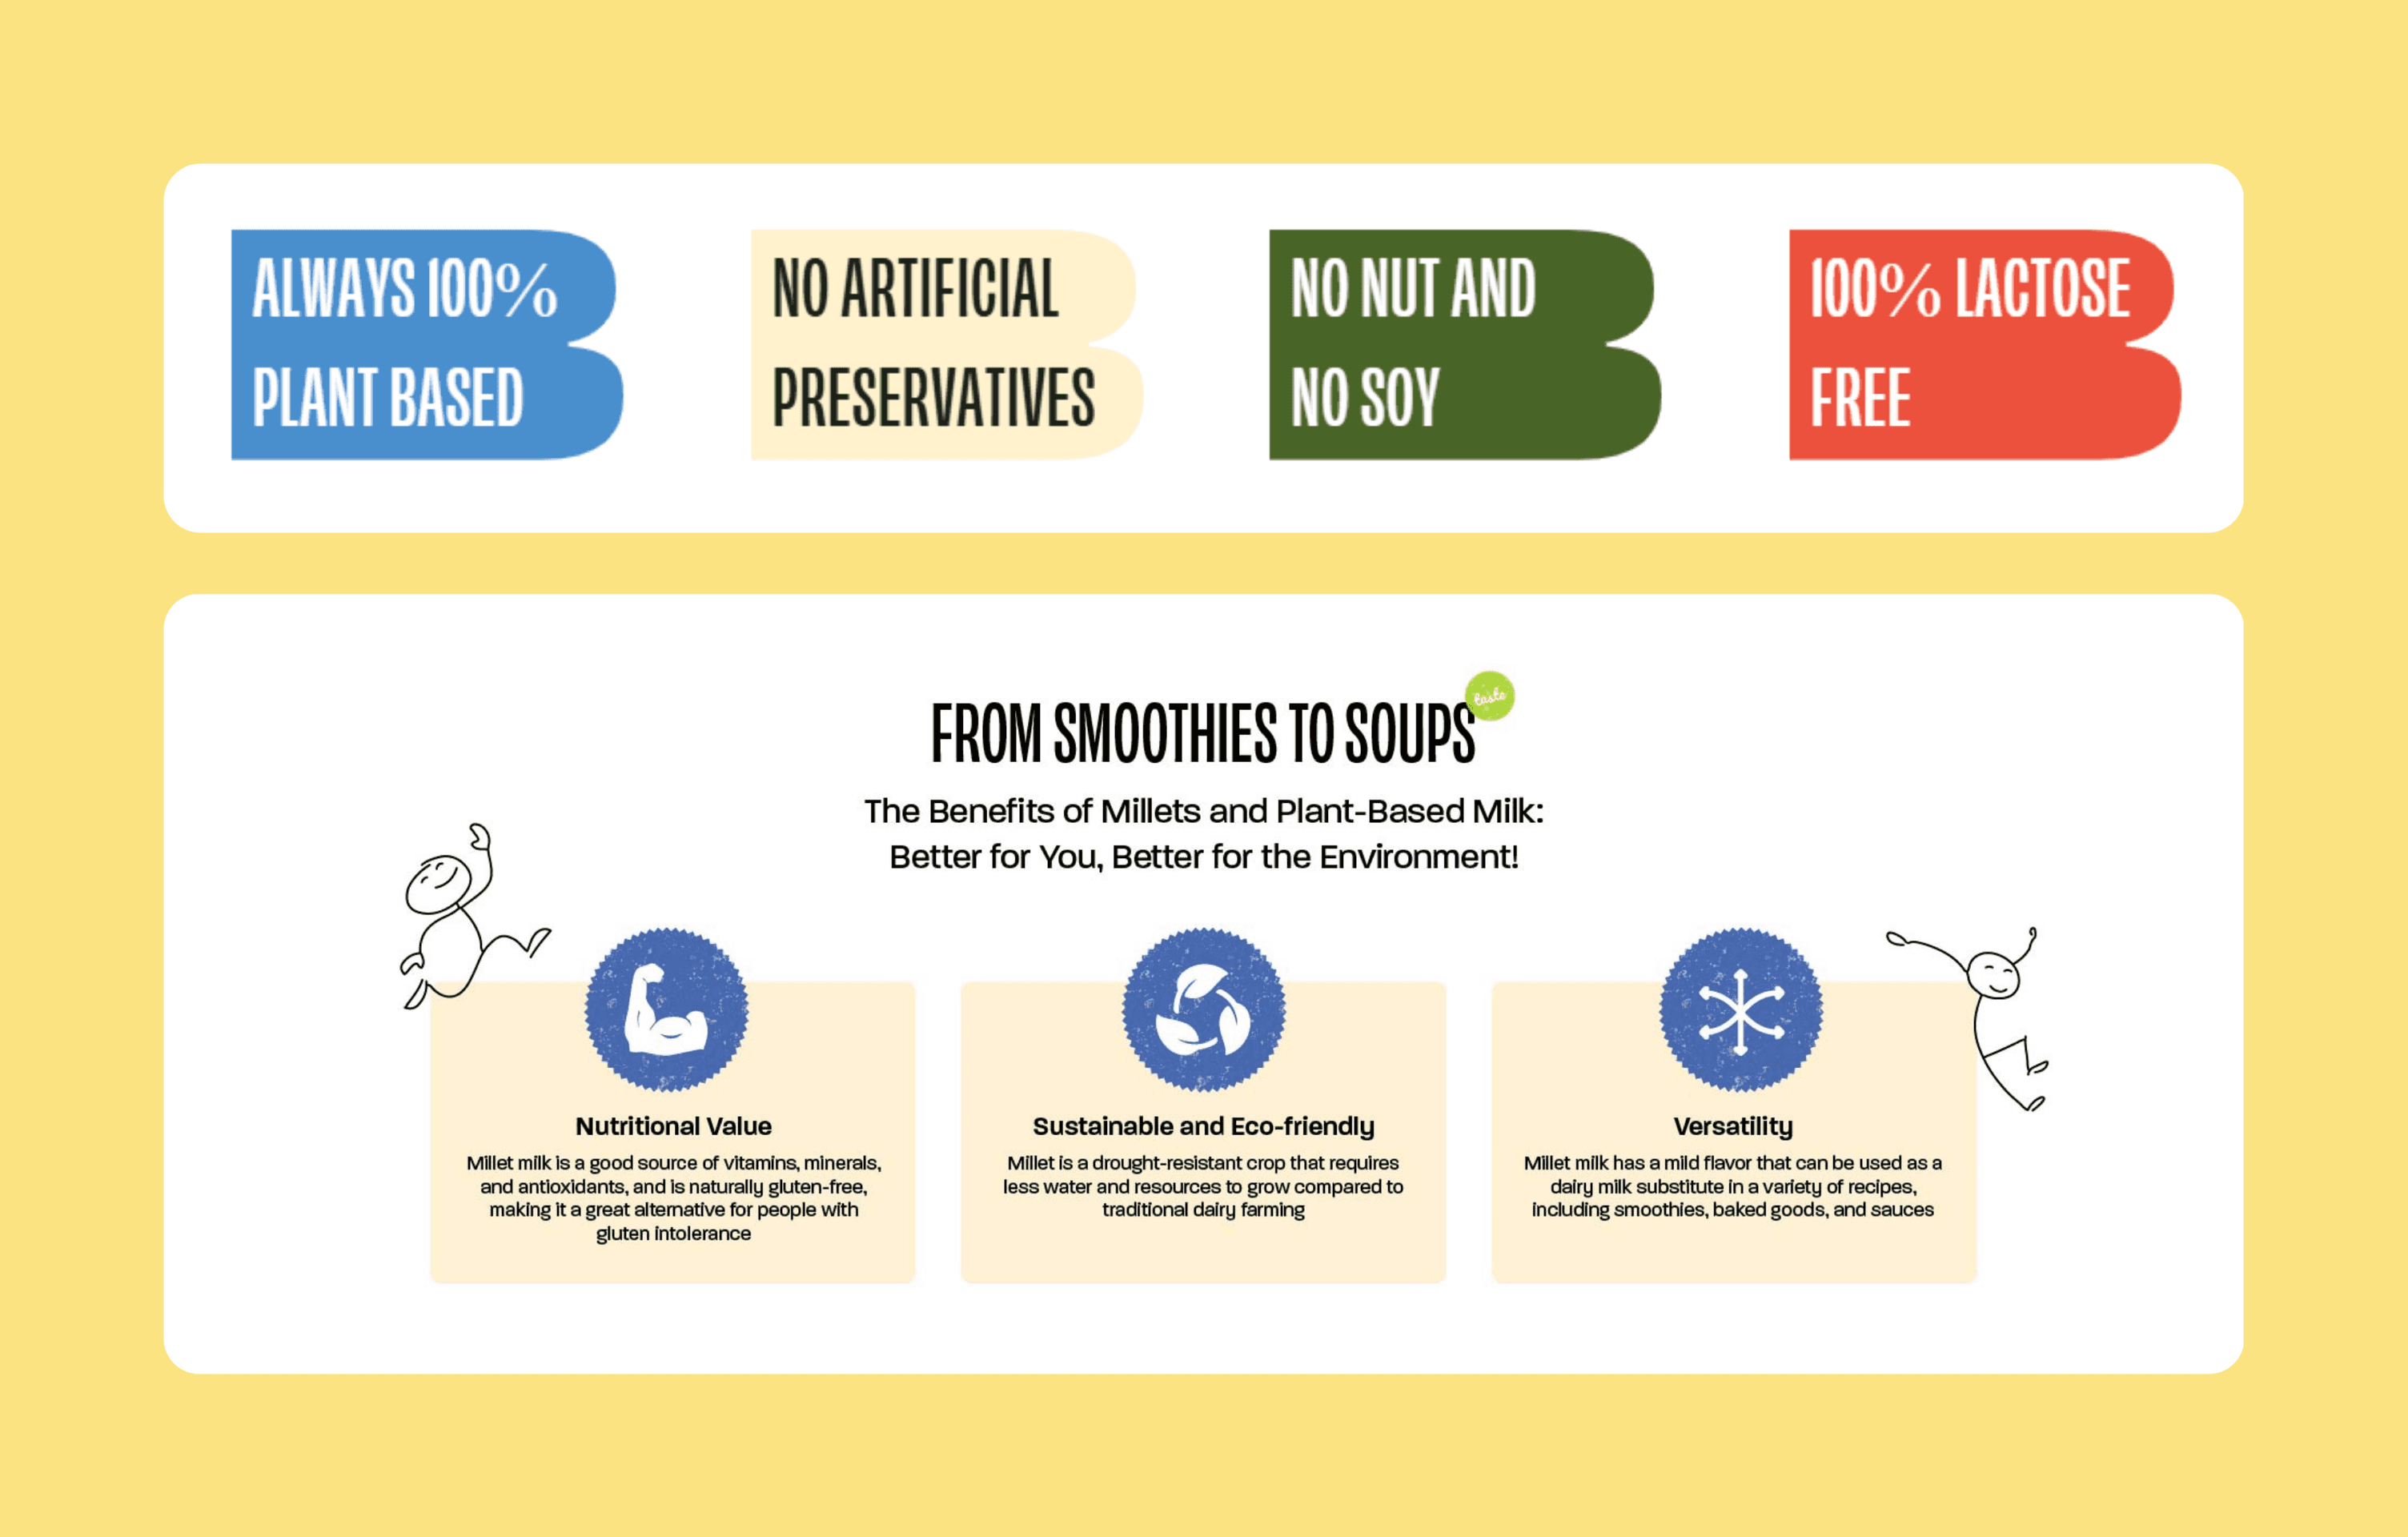 ALWAYS 100%
PLANT BASED
NO ARTIFICIAL
PRESERVATIVES
NO NUT AND
NO SOY
100% LACTOSE
FREE
taste
FROM SMOOTHIES TO SOUPS
The Benefits of Millets and Plant-Based Milk:
Better for You, Better for the Environment!
Nutritional Value
Millet milk is a good source of vitamins, minerals,
and antioxidants, and is naturally gluten-free,
making it a great alternative for people with
gluten intolerance
Sustainable and Eco-friendly
Millet is a drought-resistant crop that requires
less water and resources to grow compared to
traditional dairy farming
Versatility
Millet milk has a mild flavor that can be used as a
dairy milk substitute in a variety of recipes,
including smoothies, baked goods, and sauces